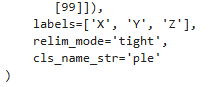 [99]]),
labels=['X', 'Y', 'Z'],
relim_mode='tight',
cls_name_str='ple'
)